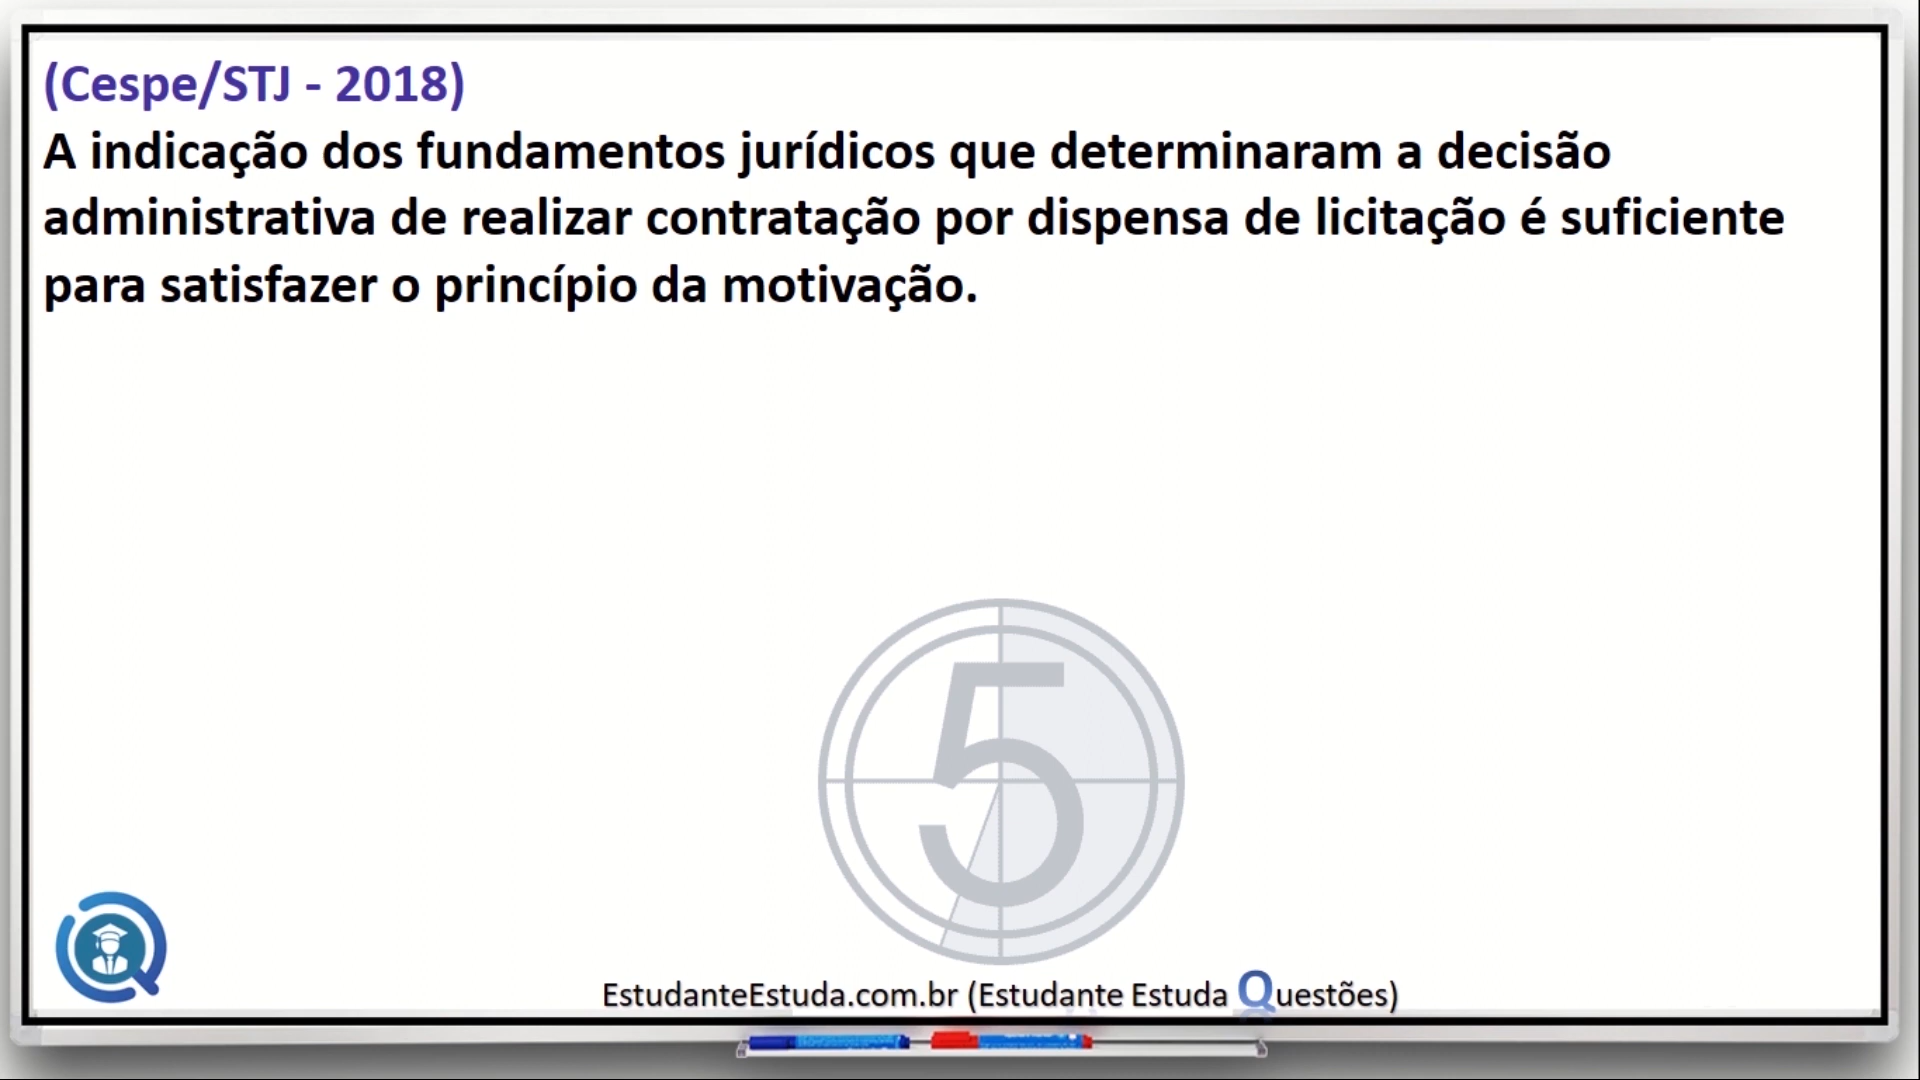 (Cespe/STJ - 2018)
A indicação dos fundamentos jurídicos que determinaram a decisão
administrativa de realizar contratação por dispensa de licitação é suficiente
para satisfazer o princípio da motivação.
5
EstudanteEstuda.com.br (Estudante Estuda Questões)